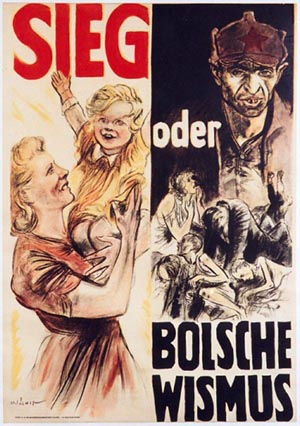 SIEG
oder
BOLSCHE
WISMUS